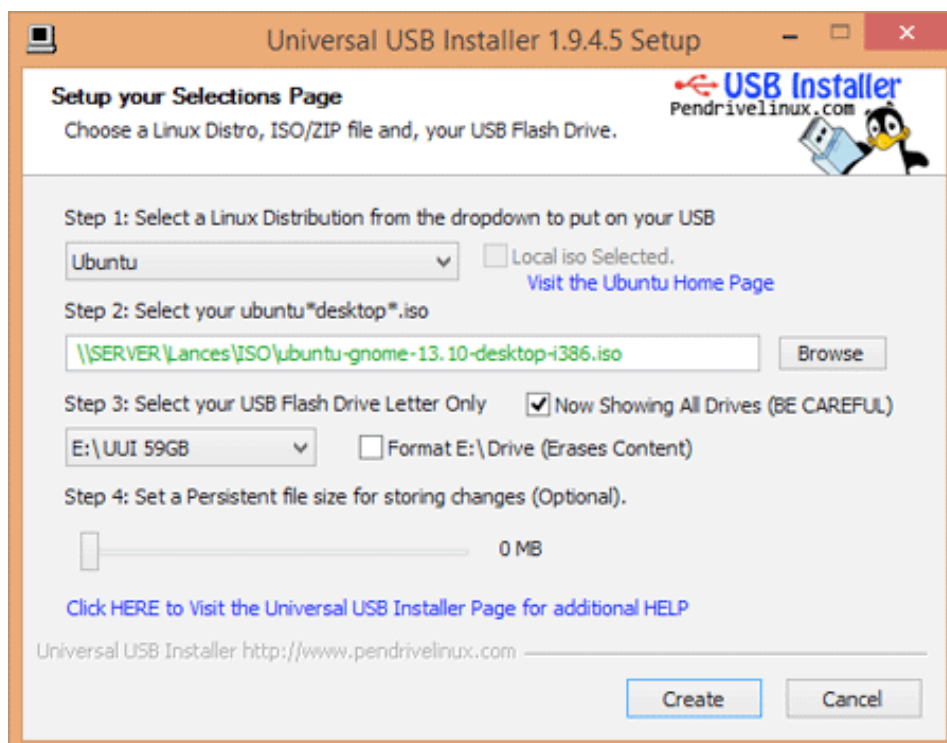 Universal USB Installer 1.9.4.5 Setup
Setup your Selections Page
Choose a Linux Distro, ISO/ZIP file and, your USB Flash Drive.
USB Installer
Pendrivelinux.com
Step 1: Select a Linux Distribution from the dropdown to put on your USB
Ubuntu
Local iso Selected.
Visit the Ubuntu Home Page
Step 2: Select your ubuntu*desktop*.iso
\\SERVER\Lances\ISO\ubuntu-gnome-13.10-desktop-i386.iso
Browse
Step 3: Select your USB Flash Drive Letter Only
Now Showing All Drives (BE CAREFUL)
E:\UUI 59GB
Format E:\ Drive (Erases Content)
Step 4: Set a Persistent file size for storing changes (Optional).
0 MB
Click HERE to Visit the Universal USB Installer Page for additional HELP
Universal USB Installer http://www.pendrivelinux.com
Create
Cancel